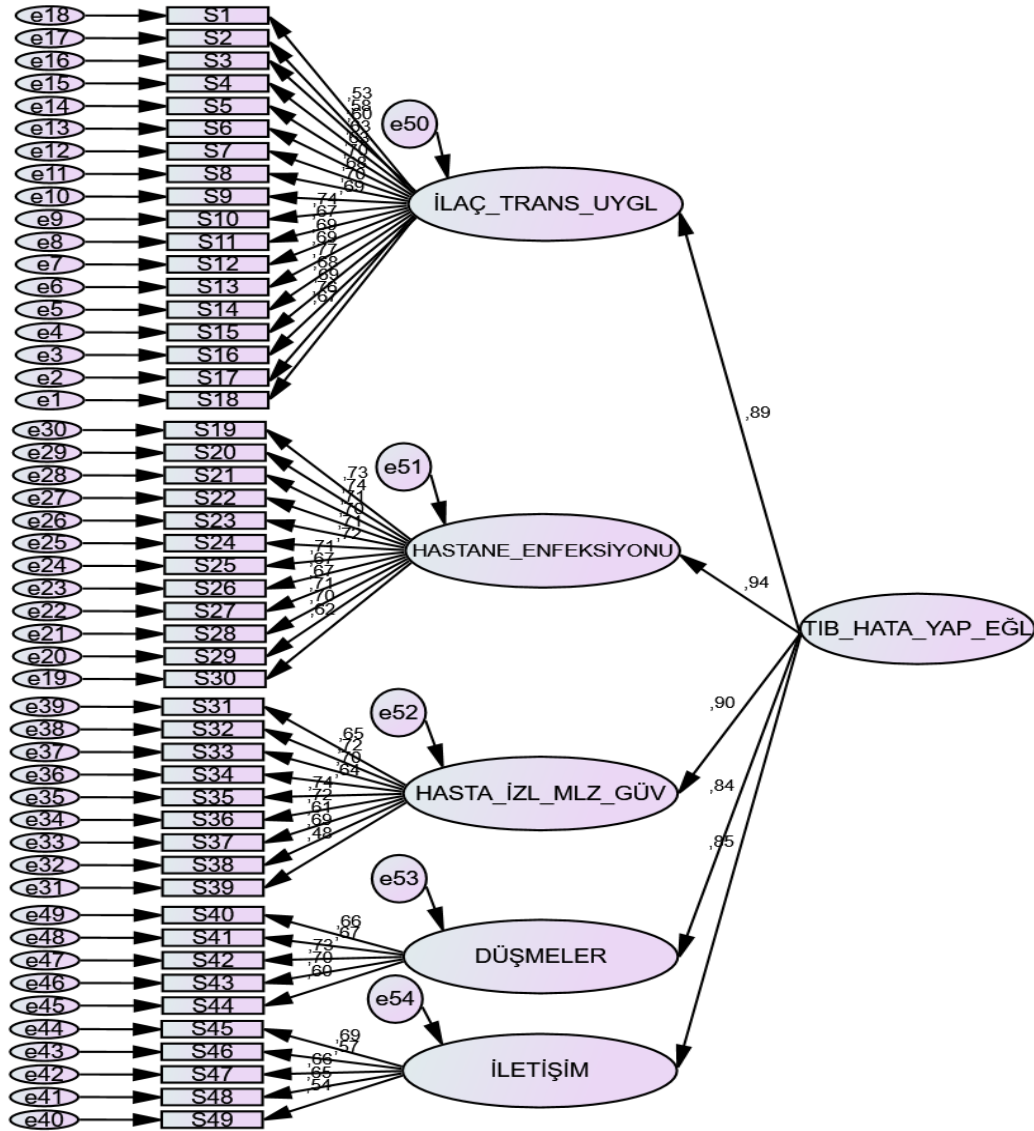 e18 S1
e17 S2
e16 S3
e15 S4
e14 S5
e13 S6
e12 S7
e11 S8
e10 S9
e9 S10
e8 S11
e7 S12
e6 S13
e5 S14
e4 S15
e3 S16
e2 S17
e1 S18
,53
,58
,60
,63
,70
,68
,70
,69
,74
,67
,69
,69
,77
,68
,69
,76
,67
e50
İLAÇ_TRANS_UYGL
,89
e30 S19
e29 S20
e28 S21
e27 S22
e26 S23
e25 S24
e24 S25
e23 S26
e22 S27
e21 S28
e20 S29
e19 S30
,73
,74
,71
,70
,71
,72
,71
,67
,67
,71
,70
,62
e51
HASTANE_ENFEKSİYONU
,94
TIB_HATA_YAP_EĞL
e39 S31
e38 S32
e37 S33
e36 S34
e35 S35
e34 S36
e33 S37
e32 S38
e31 S39
,65
,72
,70
,64
,74
,72
,61
,69
,48
e52
HASTA_İZL_MLZ_GÜV
,90
,84
,85
e49 S40
e48 S41
e47 S42
e46 S43
e45 S44
,66
,67
,73
,70
,60
e53
DÜŞMELER
e44 S45
e43 S46
e42 S47
e41 S48
e40 S49
,69
,57
,66
,65
,54
e54
İLETİŞİM